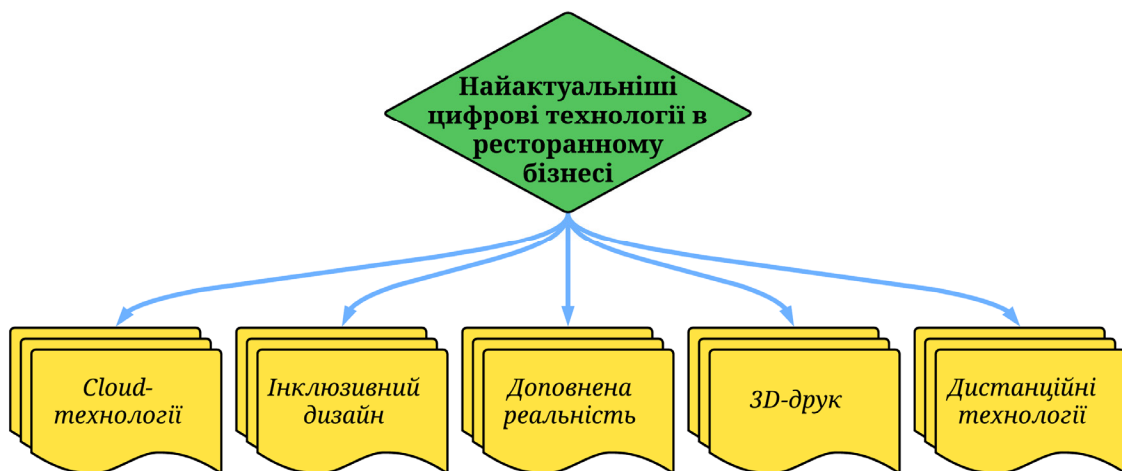 Найактуальніші
цифрові технології в
ресторанному
бізнесі
Cloud-
технології
Інклюзивний
дизайн
Доповнена
реальність
3D-друк
Дистанційні
технології